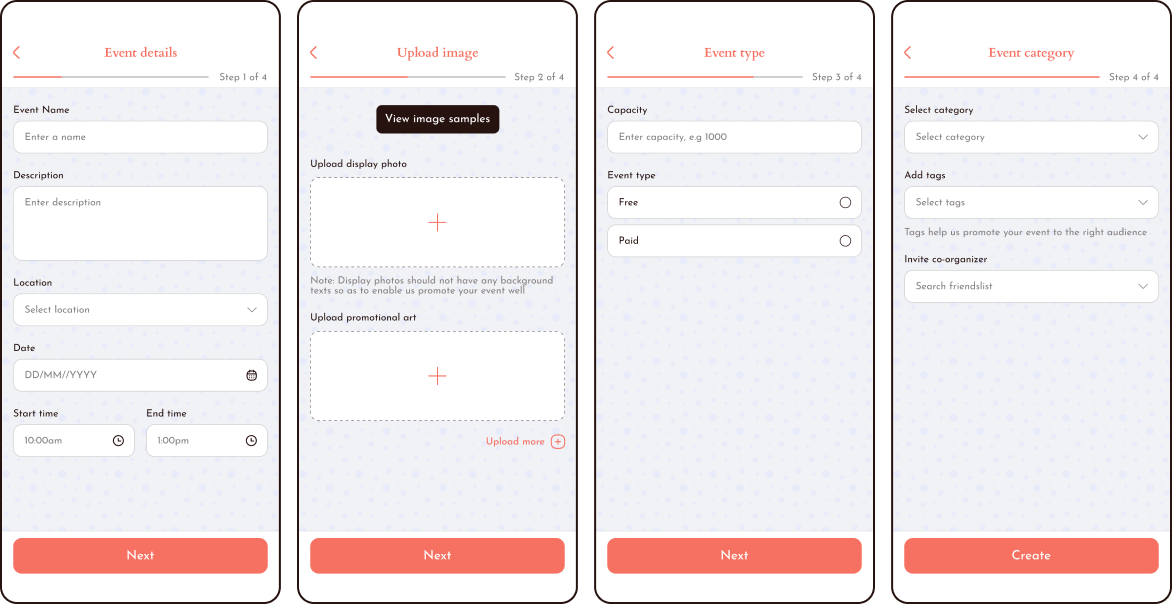 Event details
Step 1 of 4
Event Name
Enter a name
Description
Enter description
Location
Select location
Date
DD/MM//YYYY
Start time
End time
10:00am
1:00pm
Next
Upload image
Step 2 of 4
View image samples
Upload display photo
Note: Display photos should not have any background
texts so as to enable us promote your event well
Upload promotional art
Upload more
Next
Event type
Step 3 of 4
Capacity
Enter capacity, e.g 1000
Event type
Free
Paid
Next
Event category
Step 4 of 4
Select category
Select category
Add tags
Select tags
Tags help us promote your event to the right audience
Invite co-organizer
Search friendslist
Create